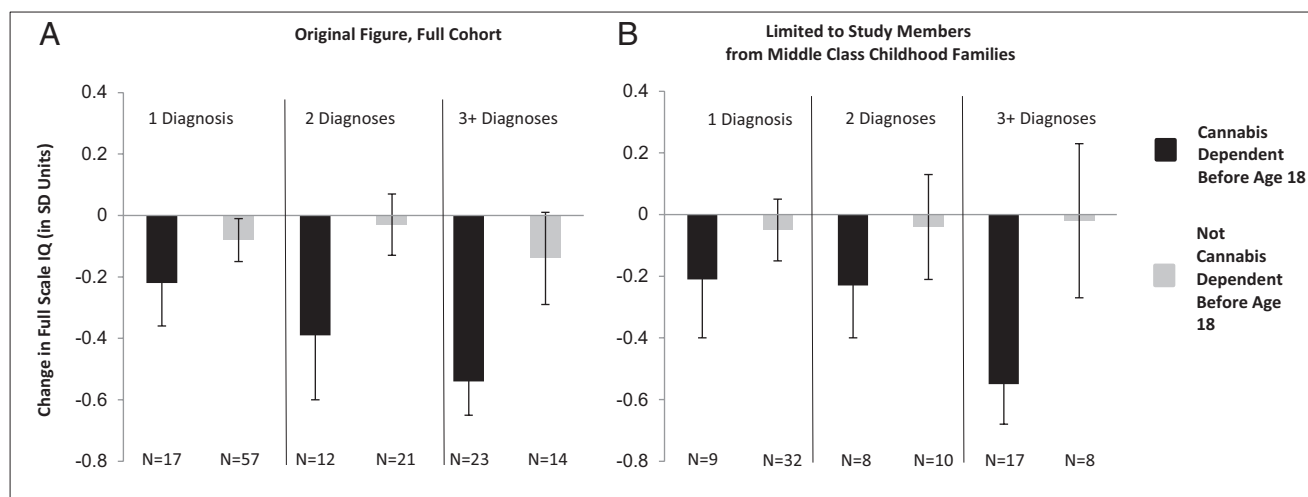 A
Original Figure, Full Cohort
Change in Full Scale IQ (in SD Units)
0.4
0.2
0
-0.2
-0.4
-0.6
-0.8
1 Diagnosis
2 Diagnoses
3+ Diagnoses
N=17
N=57
N=12
N=21
N=23
N=14
B
Limited to Study Members
from Middle Class Childhood Families
0.4
0.2
0
-0.2
-0.4
-0.6
-0.8
1 Diagnosis
2 Diagnoses
3+ Diagnoses
N=9
N=32
N=8
N=10
N=17
N=8
Cannabis
Dependent
Before Age 18
Not
Cannabis
Dependent
Before Age
18